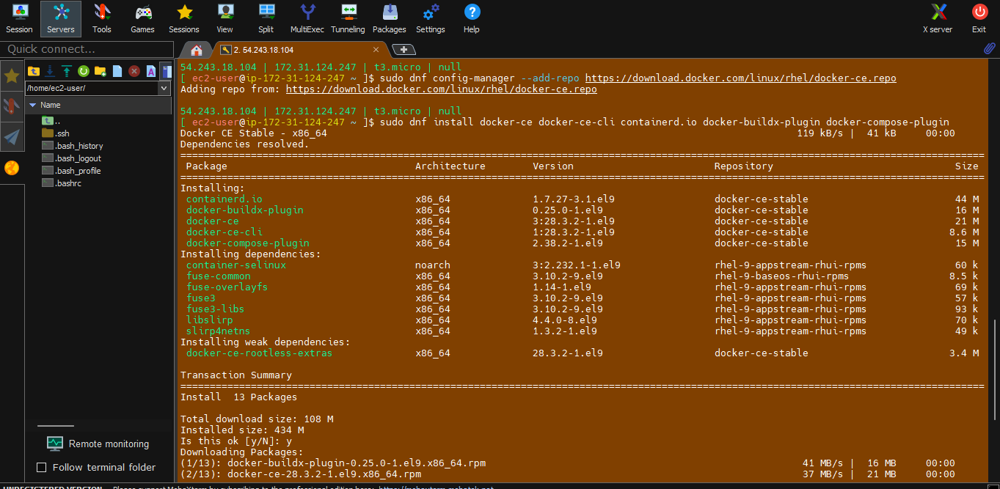 Session Servers Tools Games Sessions View Split MultiExec Tunneling Packages Settings Help X server Exit
Quick connect...
2. 54.243.18.104
/home/ec2-user/
Name
..
.ssh
.bash_history
.bash_logout
.bash_profile
.bashrc
Remote monitoring
Follow terminal folder
54.243.18.104 | 172.31.124.247 | t3.micro | null
[ ec2-user@ip-172-31-124-247 ~ ]$ sudo dnf config-manager --add-repo https://download.docker.com/linux/rhel/docker-ce.repo
Adding repo from: https://download.docker.com/linux/rhel/docker-ce.repo
54.243.18.104 | 172.31.124.247 | t3.micro | null
[ ec2-user@ip-172-31-124-247 ~ ]$ sudo dnf install docker-ce docker-ce-cli containerd.io docker-buildx-plugin docker-compose-plugin
Docker CE Stable - x86_64 119 kB/s | 41 kB 00:00
Dependencies resolved.
Package Architecture Version Repository Size
Installing:
containerd.io x86_64 1.7.27-3.1.el9 docker-ce-stable 44 M
docker-buildx-plugin x86_64 0.25.0-1.el9 docker-ce-stable 16 M
docker-ce x86_64 3:28.3.2-1.el9 docker-ce-stable 21 M
docker-ce-cli x86_64 1:28.3.2-1.el9 docker-ce-stable 8.6 M
docker-compose-plugin x86_64 2.38.2-1.el9 docker-ce-stable 15 M
Installing dependencies:
container-selinux noarch 3:2.232.1-1.el9 rhel-9-appstream-rhui-rpms 60 k
fuse-common x86_64 3.10.2-9.el9 rhel-9-baseos-rhui-rpms 8.5 k
fuse-overlayfs x86_64 1.14-1.el9 rhel-9-appstream-rhui-rpms 69 k
fuse3 x86_64 3.10.2-9.el9 rhel-9-appstream-rhui-rpms 57 k
fuse3-libs x86_64 3.10.2-9.el9 rhel-9-appstream-rhui-rpms 93 k
libslirp x86_64 4.4.0-8.el9 rhel-9-appstream-rhui-rpms 70 k
slirp4netns x86_64 1.3.2-1.el9 rhel-9-appstream-rhui-rpms 49 k
Installing weak dependencies:
docker-ce-rootless-extras x86_64 28.3.2-1.el9 docker-ce-stable 3.4 M
Transaction Summary
Install 13 Packages
Total download size: 108 M
Installed size: 434 M
Is this ok [y/N]: y
Downloading Packages:
(1/13): docker-buildx-plugin-0.25.0-1.el9.x86_64.rpm 41 MB/s | 16 MB 00:00
(2/13): docker-ce-28.3.2-1.el9.x86_64.rpm 37 MB/s | 21 MB 00:00
UNREGISTERED VERSION - Please support MobaXterm by subscribing to the professional edition here: https://mobaxterm.mobatek.net